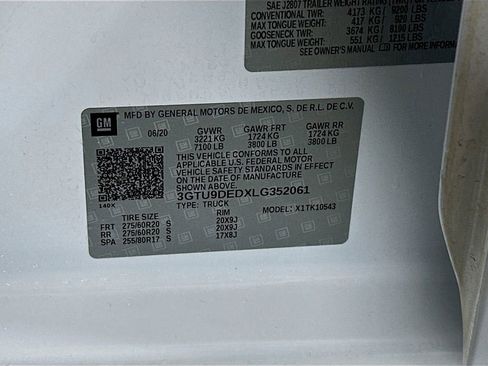 SAE J2807 TRAILER WEIGHT RATING (TWR)
CONVENTIONAL TWR: 4173 KG / 9200 LBS
MAX TONGUE WEIGHT: 417 KG / 920 LBS
GOOSENECK TWR: 3674 KG / 8100 LBS
MAX TONGUE WEIGHT: 551 KG / 1215 LBS
SEE OWNER'S MANUAL
GM
MFD BY GENERAL MOTORS DE MEXICO, S. DE R.L. DE C.V.
06/20 GVWR GAWR FRT GAWR RR
3221 KG 1724 KG 1724 KG
7100 LB 3800 LB 3800 LB
THIS VEHICLE CONFORMS TO ALL
APPLICABLE U.S. FEDERAL MOTOR
VEHICLE SAFETY STANDARDS IN
EFFECT ON THE DATE OF
MANUFACTURE SHOWN ABOVE.
3GTU9DEDXLG352061
140X TYPE: TRUCK MODEL: X1TK10543
TIRE RIM
FRT 275/60R20 S 20X9J
RR 275/60R20 S 20X9J
SPA 255/80R17 S 17X8J